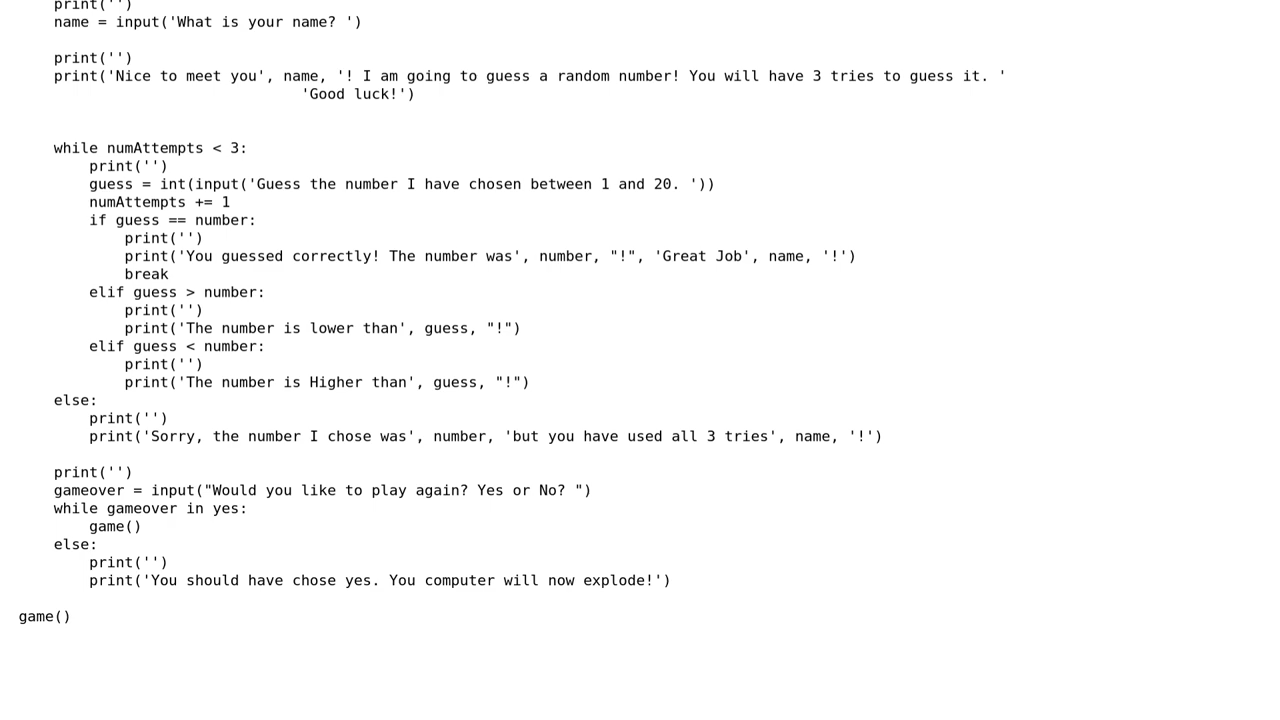 print('')
name = input('What is your name? ')
print('')
print('Nice to meet you', name, '! I am going to guess a random number! You will have 3 tries to guess it. '
'Good luck!')
while numAttempts < 3:
print('')
guess = int(input('Guess the number I have chosen between 1 and 20. '))
numAttempts += 1
if guess == number:
print('')
print('You guessed correctly! The number was', number, "!", 'Great Job', name, '!')
break
elif guess > number:
print('')
print('The number is lower than', guess, "!")
elif guess < number:
print('')
print('The number is Higher than', guess, "!")
else:
print('')
print('Sorry, the number I chose was', number, 'but you have used all 3 tries', name, '!')
print('')
gameover = input("Would you like to play again? Yes or No? ")
while gameover in yes:
game()
else:
print('')
print('You should have chose yes. You computer will now explode!')
game()